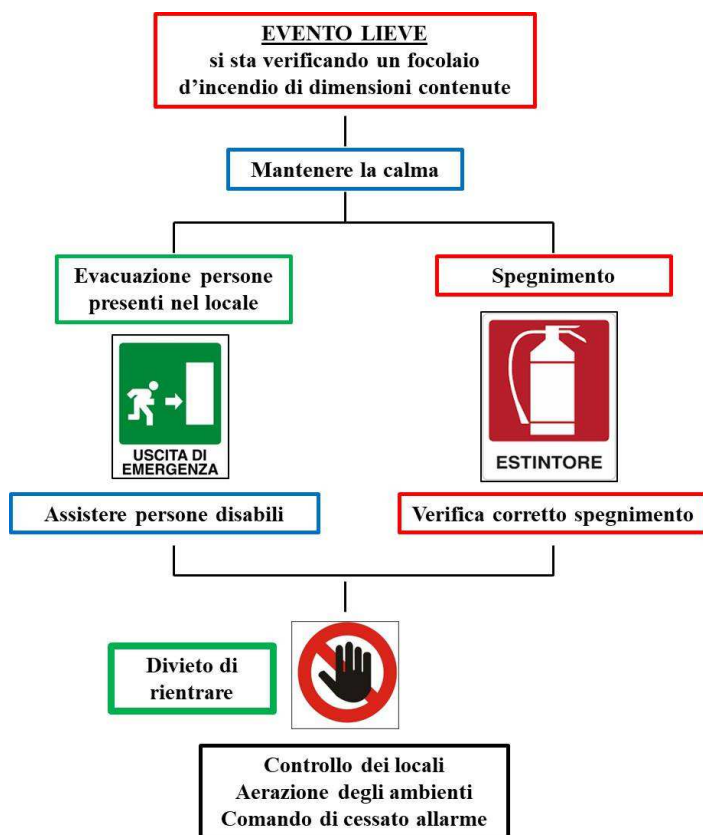 EVENTO LIEVE
si sta verificando un focolaio
d'incendio di dimensioni contenute
Mantenere la calma
Evacuazione persone
presenti nel locale
Spegnimento
USCITA DI
EMERGENZA
ESTINTORE
Assistere persone disabili
Verifica corretto spegnimento
Divieto di
rientrare
Controllo dei locali
Aerazione degli ambienti
Comando di cessato allarme